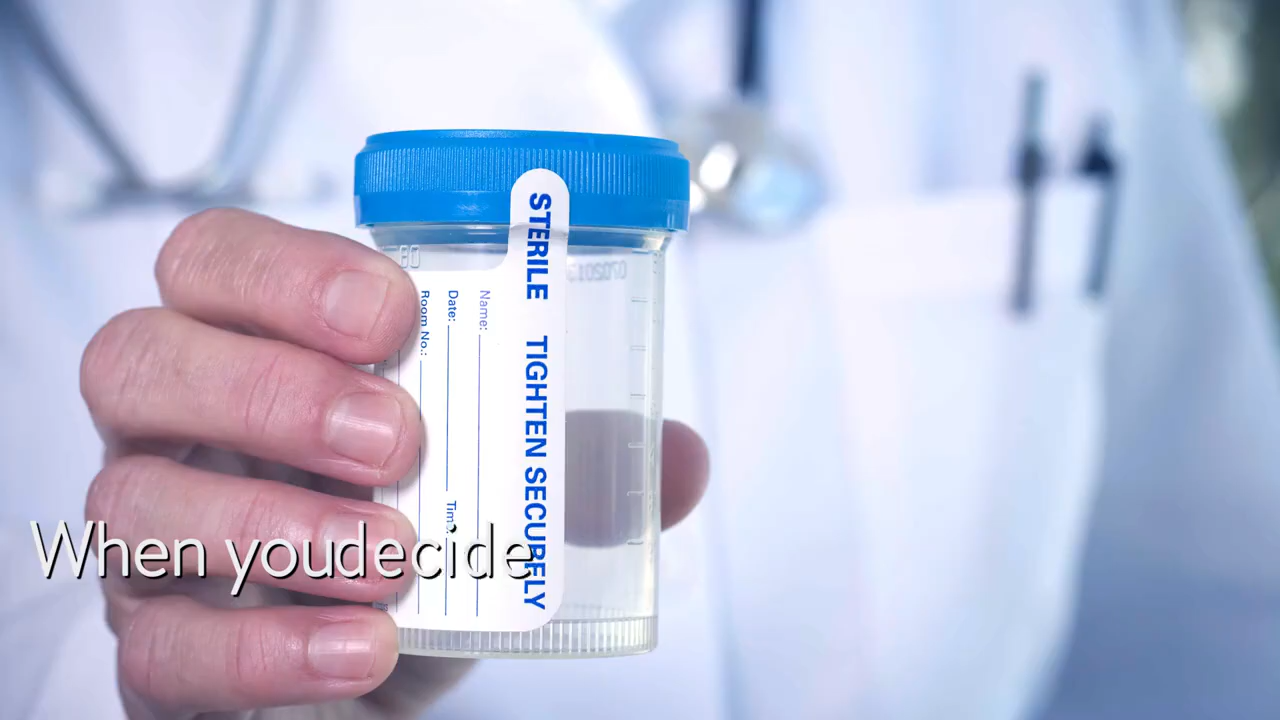 STERILE TIGHTEN SECURELY
Name:
Date:
Room No.:
When youdecide